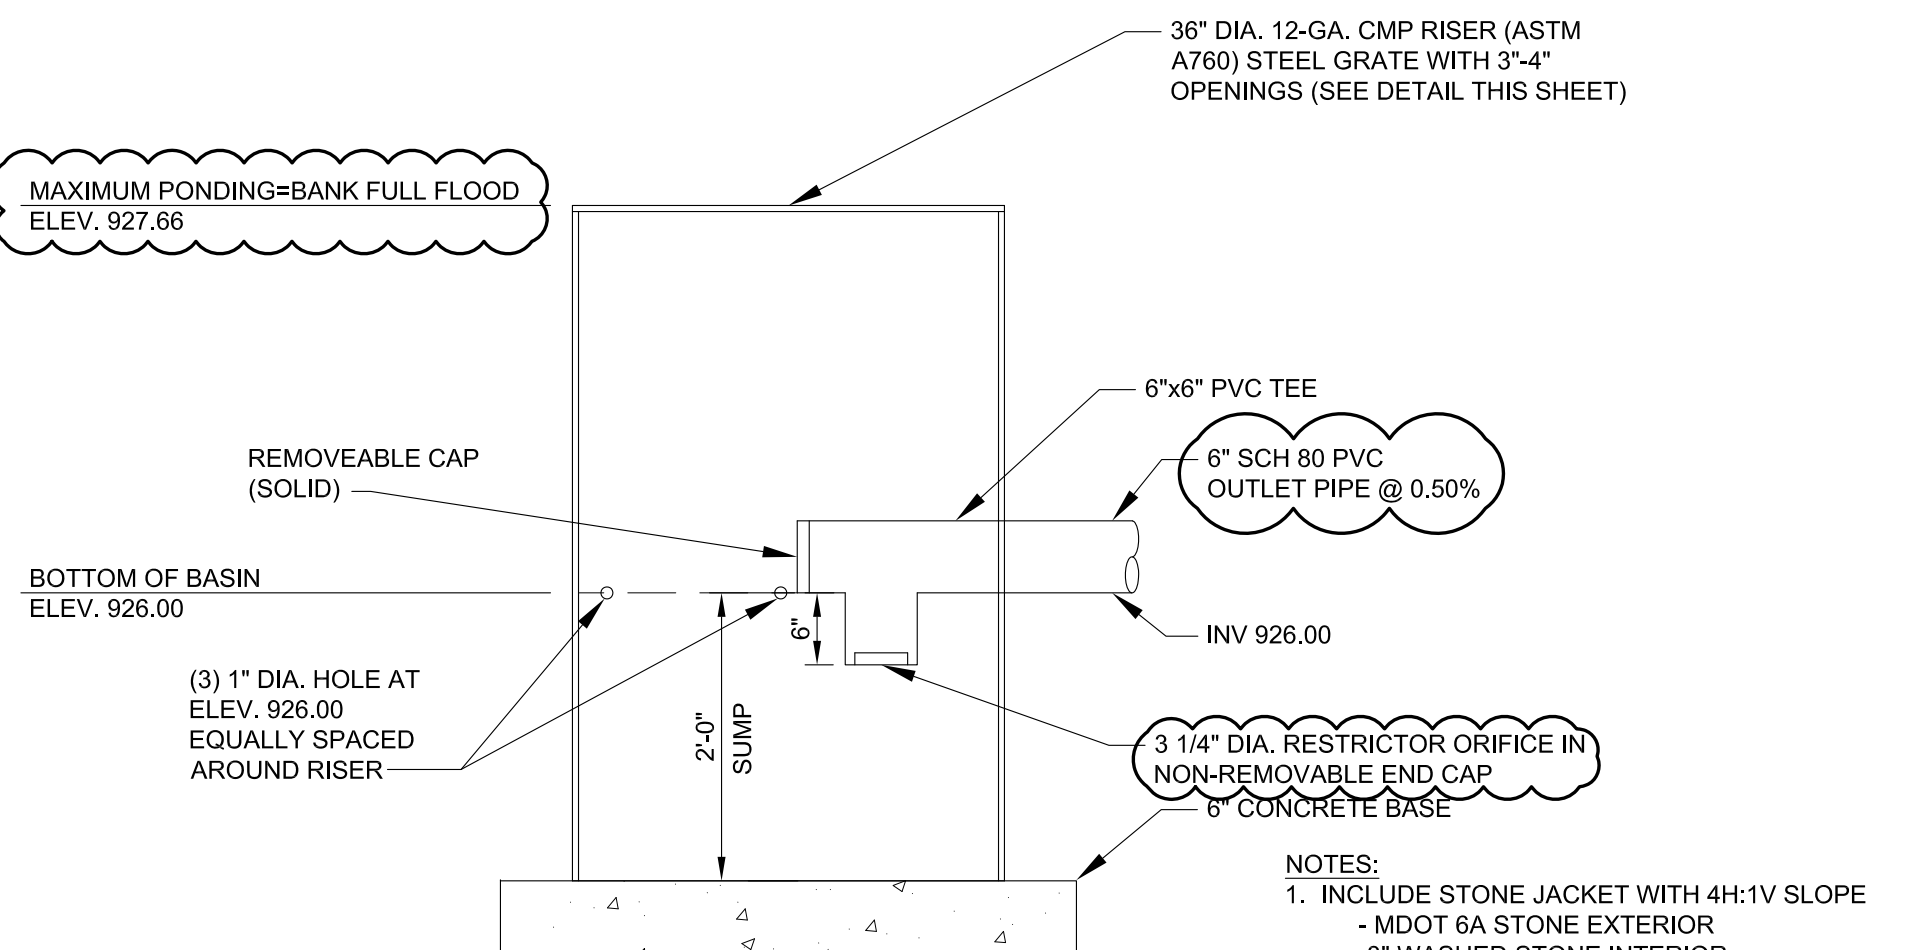 36" DIA. 12-GA. CMP RISER (ASTM
A760) STEEL GRATE WITH 3"-4"
OPENINGS (SEE DETAIL THIS SHEET)
MAXIMUM PONDING=BANK FULL FLOOD
ELEV. 927.66
6"x6" PVC TEE
6" SCH 80 PVC
OUTLET PIPE @ 0.50%
REMOVEABLE CAP
(SOLID)
BOTTOM OF BASIN
ELEV. 926.00
6"
INV 926.00
(3) 1" DIA. HOLE AT
ELEV. 926.00
EQUALLY SPACED
AROUND RISER
2'-0"
SUMP
3 1/4" DIA. RESTRICTOR ORIFICE IN
NON-REMOVABLE END CAP
6" CONCRETE BASE
NOTES:
1. INCLUDE STONE JACKET WITH 4H:1V SLOPE
- MDOT 6A STONE EXTERIOR
WASHED STONE INTERIOR